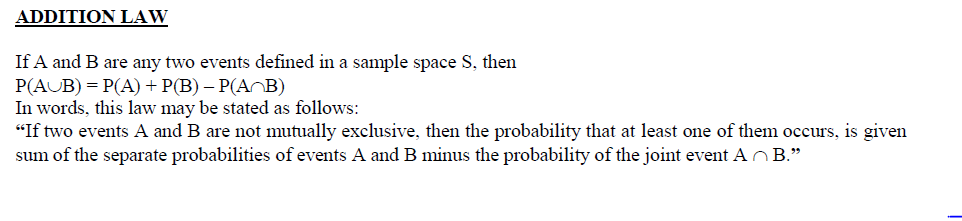 ADDITION LAW
If A and B are any two events defined in a sample space S, then
P(A∪B) = P(A) + P(B) – P(A∩B)
In words, this law may be stated as follows:
“If two events A and B are not mutually exclusive, then the probability that at least one of them occurs, is given
sum of the separate probabilities of events A and B minus the probability of the joint event A ∩ B.”